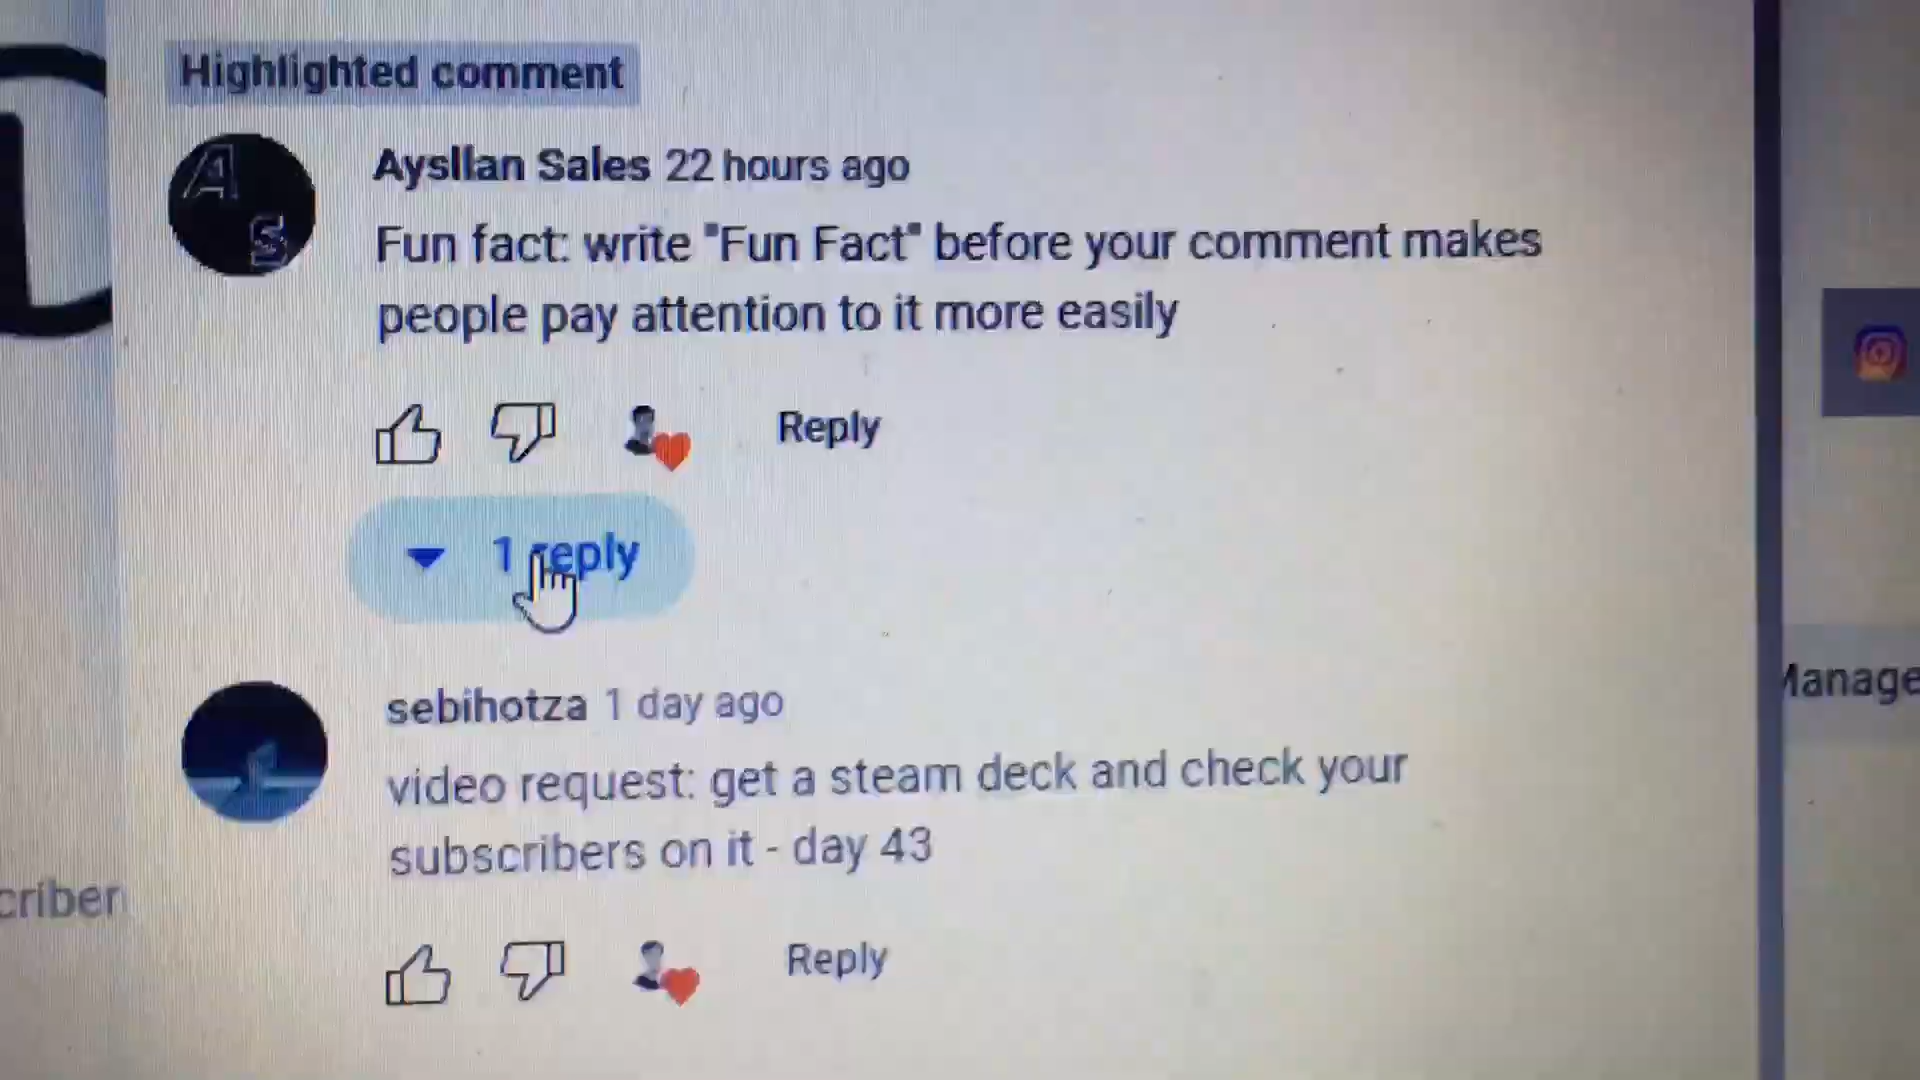 Highlighted comment
A
S
Aysllan Sales 22 hours ago
Fun fact: write "Fun Fact" before your comment makes
people pay attention to it more easily
Reply
1 reply
sebihotza 1 day ago
video request: get a steam deck and check your
subscribers on it - day 43
Reply
Manage
criber